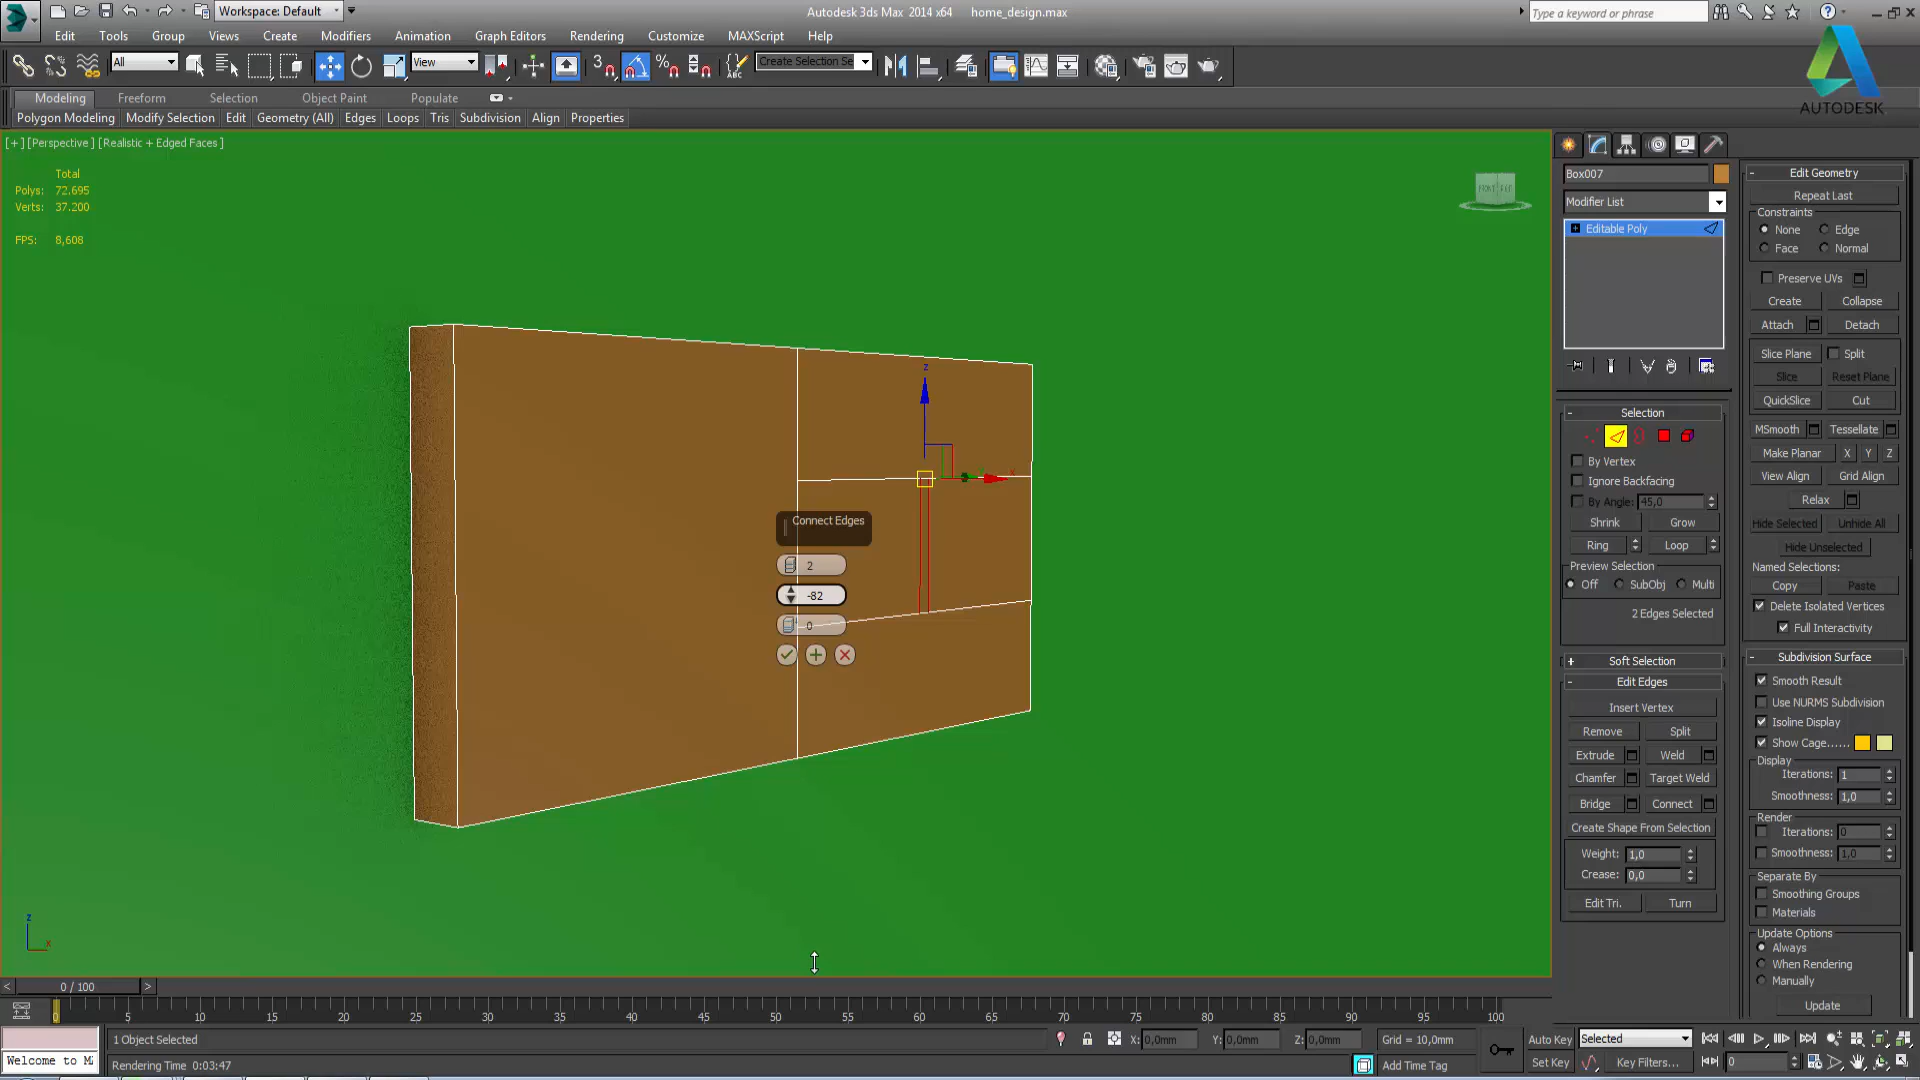 Workspace: Default
Autodesk 3ds Max 2014 x64 home_design.max
Type a keyword or phrase
Edit Tools Group Views Create Modifiers Animation Graph Editors Rendering Customize MAXScript Help
All
View
3
Create Selection Se
AUTODESK
Modeling Freeform Selection Object Paint Populate
Polygon Modeling Modify Selection Edit Geometry (All) Edges Loops Tris Subdivision Align Properties
[+] [Perspective ] [Realistic + Edged Faces ]
Total
Polys: 72.695
Verts: 37.200
FPS: 8,608
FRONT
z
x
Connect Edges
2
-82
0
z
x
Box007
Modifier List
Editable Poly
Selection
By Vertex
Ignore Backfacing
By Angle: 45,0
Shrink Grow
Ring Loop
Preview Selection
Off SubObj Multi
2 Edges Selected
Soft Selection
Edit Edges
Insert Vertex
Remove Split
Extrude Weld
Chamfer Target Weld
Bridge Connect
Create Shape From Selection
Weight: 1,0
Crease: 0,0
Edit Tri. Turn
Edit Geometry
Repeat Last
Constraints
None Edge
Face Normal
Preserve UVs
Create Collapse
Attach Detach
Slice Plane Split
Slice Reset Plane
QuickSlice Cut
MSmooth Tessellate
Make Planar X Y Z
View Align Grid Align
Relax
Hide Selected Unhide All
Hide Unselected
Named Selections:
Copy Paste
Delete Isolated Vertices
Full Interactivity
Subdivision Surface
Smooth Result
Use NURMS Subdivision
Isoline Display
Show Cage......
Display
Iterations: 1
Smoothness: 1,0
Render
Iterations: 0
Smoothness: 1,0
Separate By
Smoothing Groups
Materials
Update Options
Always
When Rendering
Manually
Update
< 0 / 100 >
0 5 10 15 20 25 30 35 40 45 50 55 60 65 70 75 80 85 90 95 100
1 Object Selected
X: 0,0mm Y: 0,0mm Z: 0,0mm Grid = 10,0mm
Auto Key Selected
Welcome to M
Rendering Time 0:03:47
Add Time Tag
Set Key Key Filters...
0